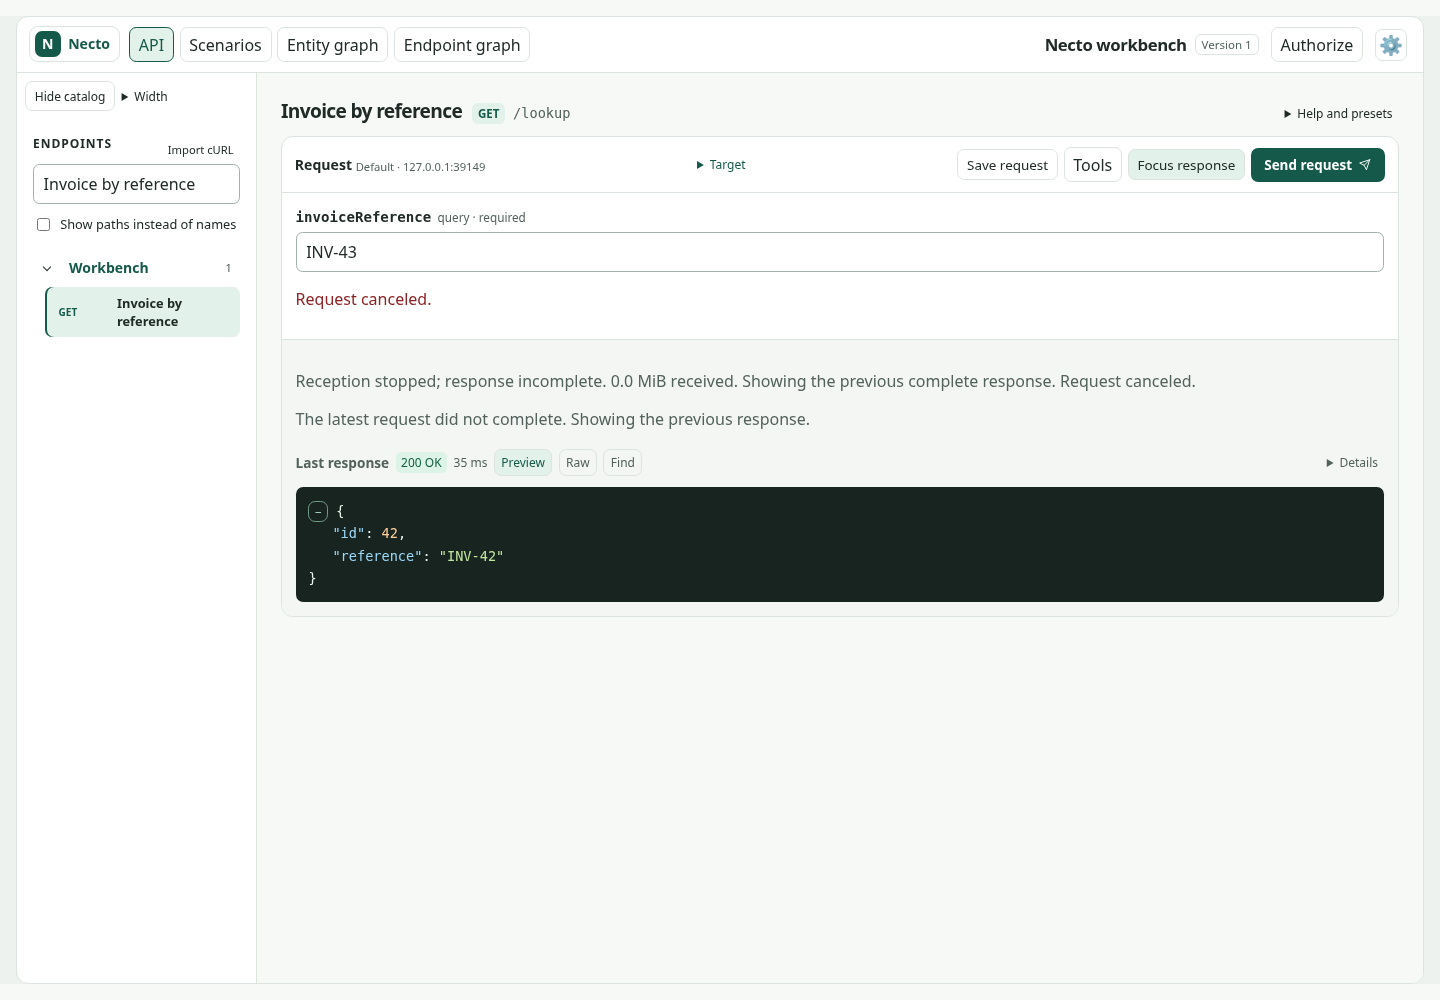 N Necto API Scenarios Entity graph Endpoint graph Necto workbench Version 1 Authorize
Hide catalog Width
ENDPOINTS Import cURL
Invoice by reference
Show paths instead of names
Workbench 1
GET Invoice by
reference
Invoice by reference GET /lookup Help and presets
Request Default · 127.0.0.1:39149 Target Save request Tools Focus response Send request
invoiceReference query · required
INV-43
Request canceled.
Reception stopped; response incomplete. 0.0 MiB received. Showing the previous complete response. Request canceled.
The latest request did not complete. Showing the previous response.
Last response 200 OK 35 ms Preview Raw Find Details
{
"id": 42,
"reference": "INV-42"
}